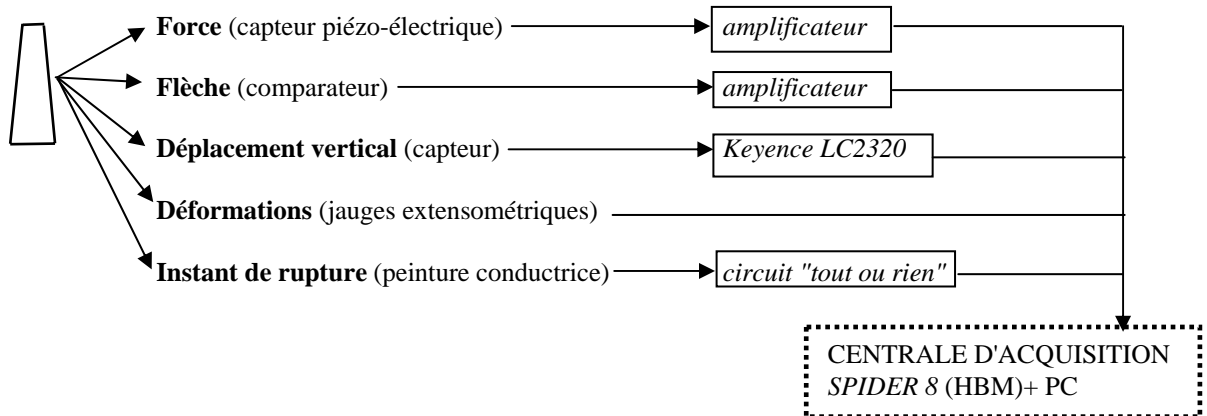 Force (capteur piézo-électrique) amplificateur
Flèche (comparateur) amplificateur
Déplacement vertical (capteur) Keyence LC2320
Déformations (jauges extensométriques)
Instant de rupture (peinture conductrice) circuit "tout ou rien"
CENTRALE D'ACQUISITION
SPIDER 8 (HBM)+ PC